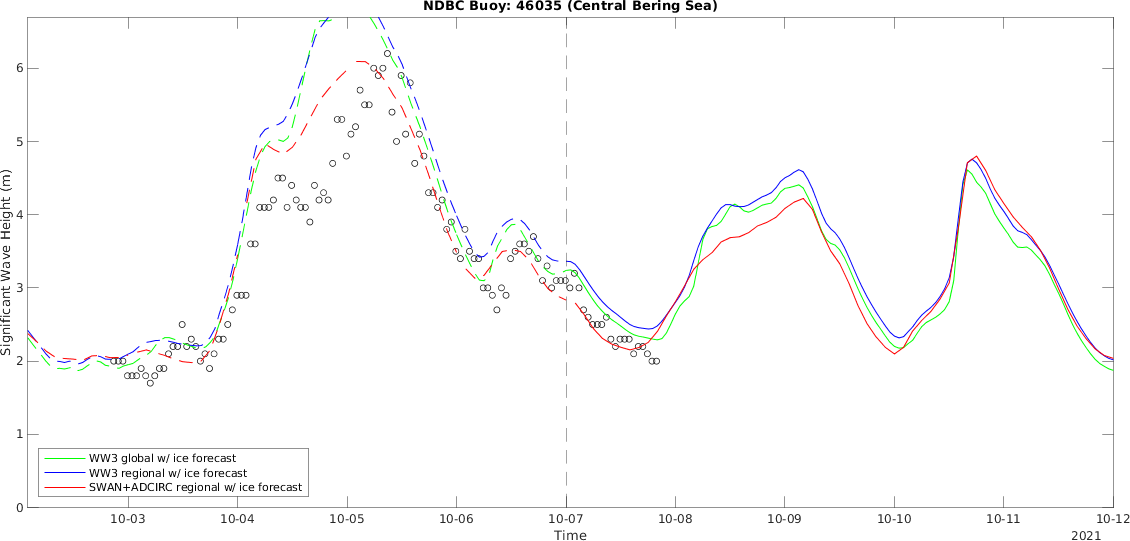 NDBC Buoy: 46035 (Central Bering Sea)
Significant Wave Height (m)
6
5
4
3
2
1
0
WW3 global w/ ice forecast
WW3 regional w/ ice forecast
SWAN+ADCIRC regional w/ ice forecast
10-03 10-04 10-05 10-06 10-07 10-08 10-09 10-10 10-11 10-12
Time
2021